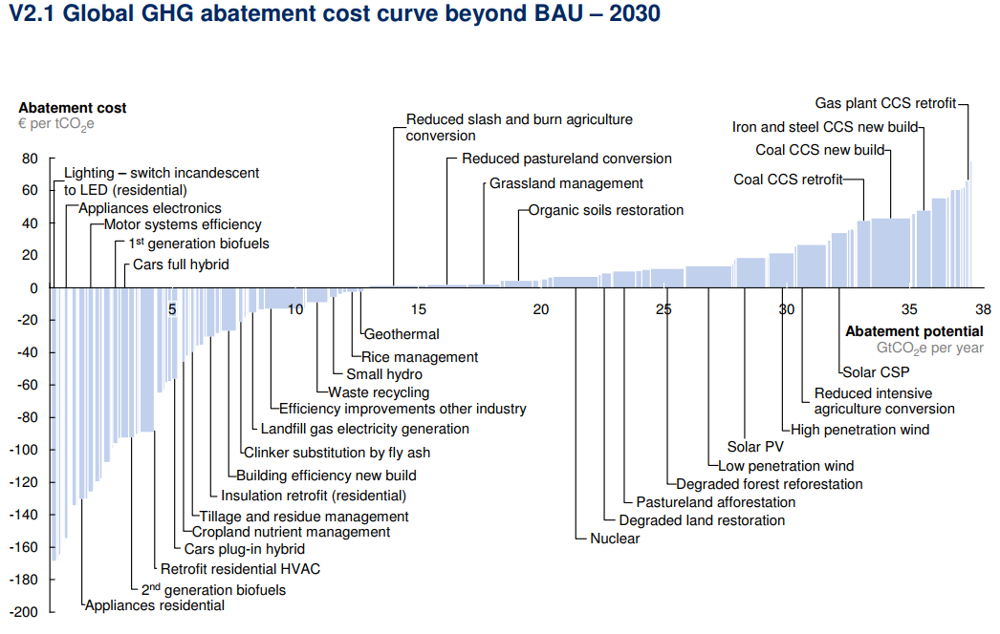 V2.1 Global GHG abatement cost curve beyond BAU – 2030
Abatement cost
€ per tCO2e
80
60
40
20
0
-20
-40
-60
-80
-100
-120
-140
-160
-180
-200
Lighting – switch incandescent
to LED (residential)
Appliances electronics
Motor systems efficiency
1st generation biofuels
Cars full hybrid
Reduced slash and burn agriculture
conversion
Reduced pastureland conversion
Grassland management
Organic soils restoration
Gas plant CCS retrofit
Iron and steel CCS new build
Coal CCS new build
Coal CCS retrofit
5
10
15
20
25
30
35
38
Abatement potential
GtCO2e per year
Geothermal
Rice management
Small hydro
Waste recycling
Efficiency improvements other industry
Landfill gas electricity generation
Clinker substitution by fly ash
Building efficiency new build
Insulation retrofit (residential)
Tillage and residue management
Cropland nutrient management
Cars plug-in hybrid
Retrofit residential HVAC
2nd generation biofuels
Appliances residential
Solar CSP
Reduced intensive
agriculture conversion
High penetration wind
Solar PV
Low penetration wind
Degraded forest reforestation
Pastureland afforestation
Degraded land restoration
Nuclear